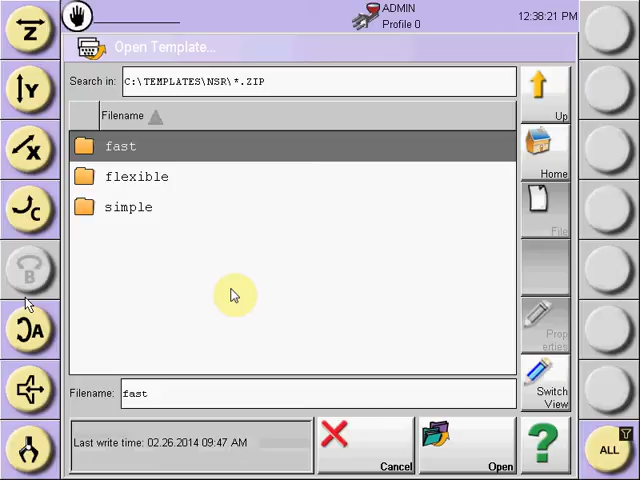 ADMIN
Profile 0
12:38:21 PM
Open Template...
Search in: C:\TEMPLATES\NSR\*.ZIP
Filename
fast
flexible
simple
Up
Home
File
Prop
erties
Switch
View
Filename: fast
Last write time: 02.26.2014 09:47 AM
Cancel
Open
?
Z
Y
X
C
B
A
ALL